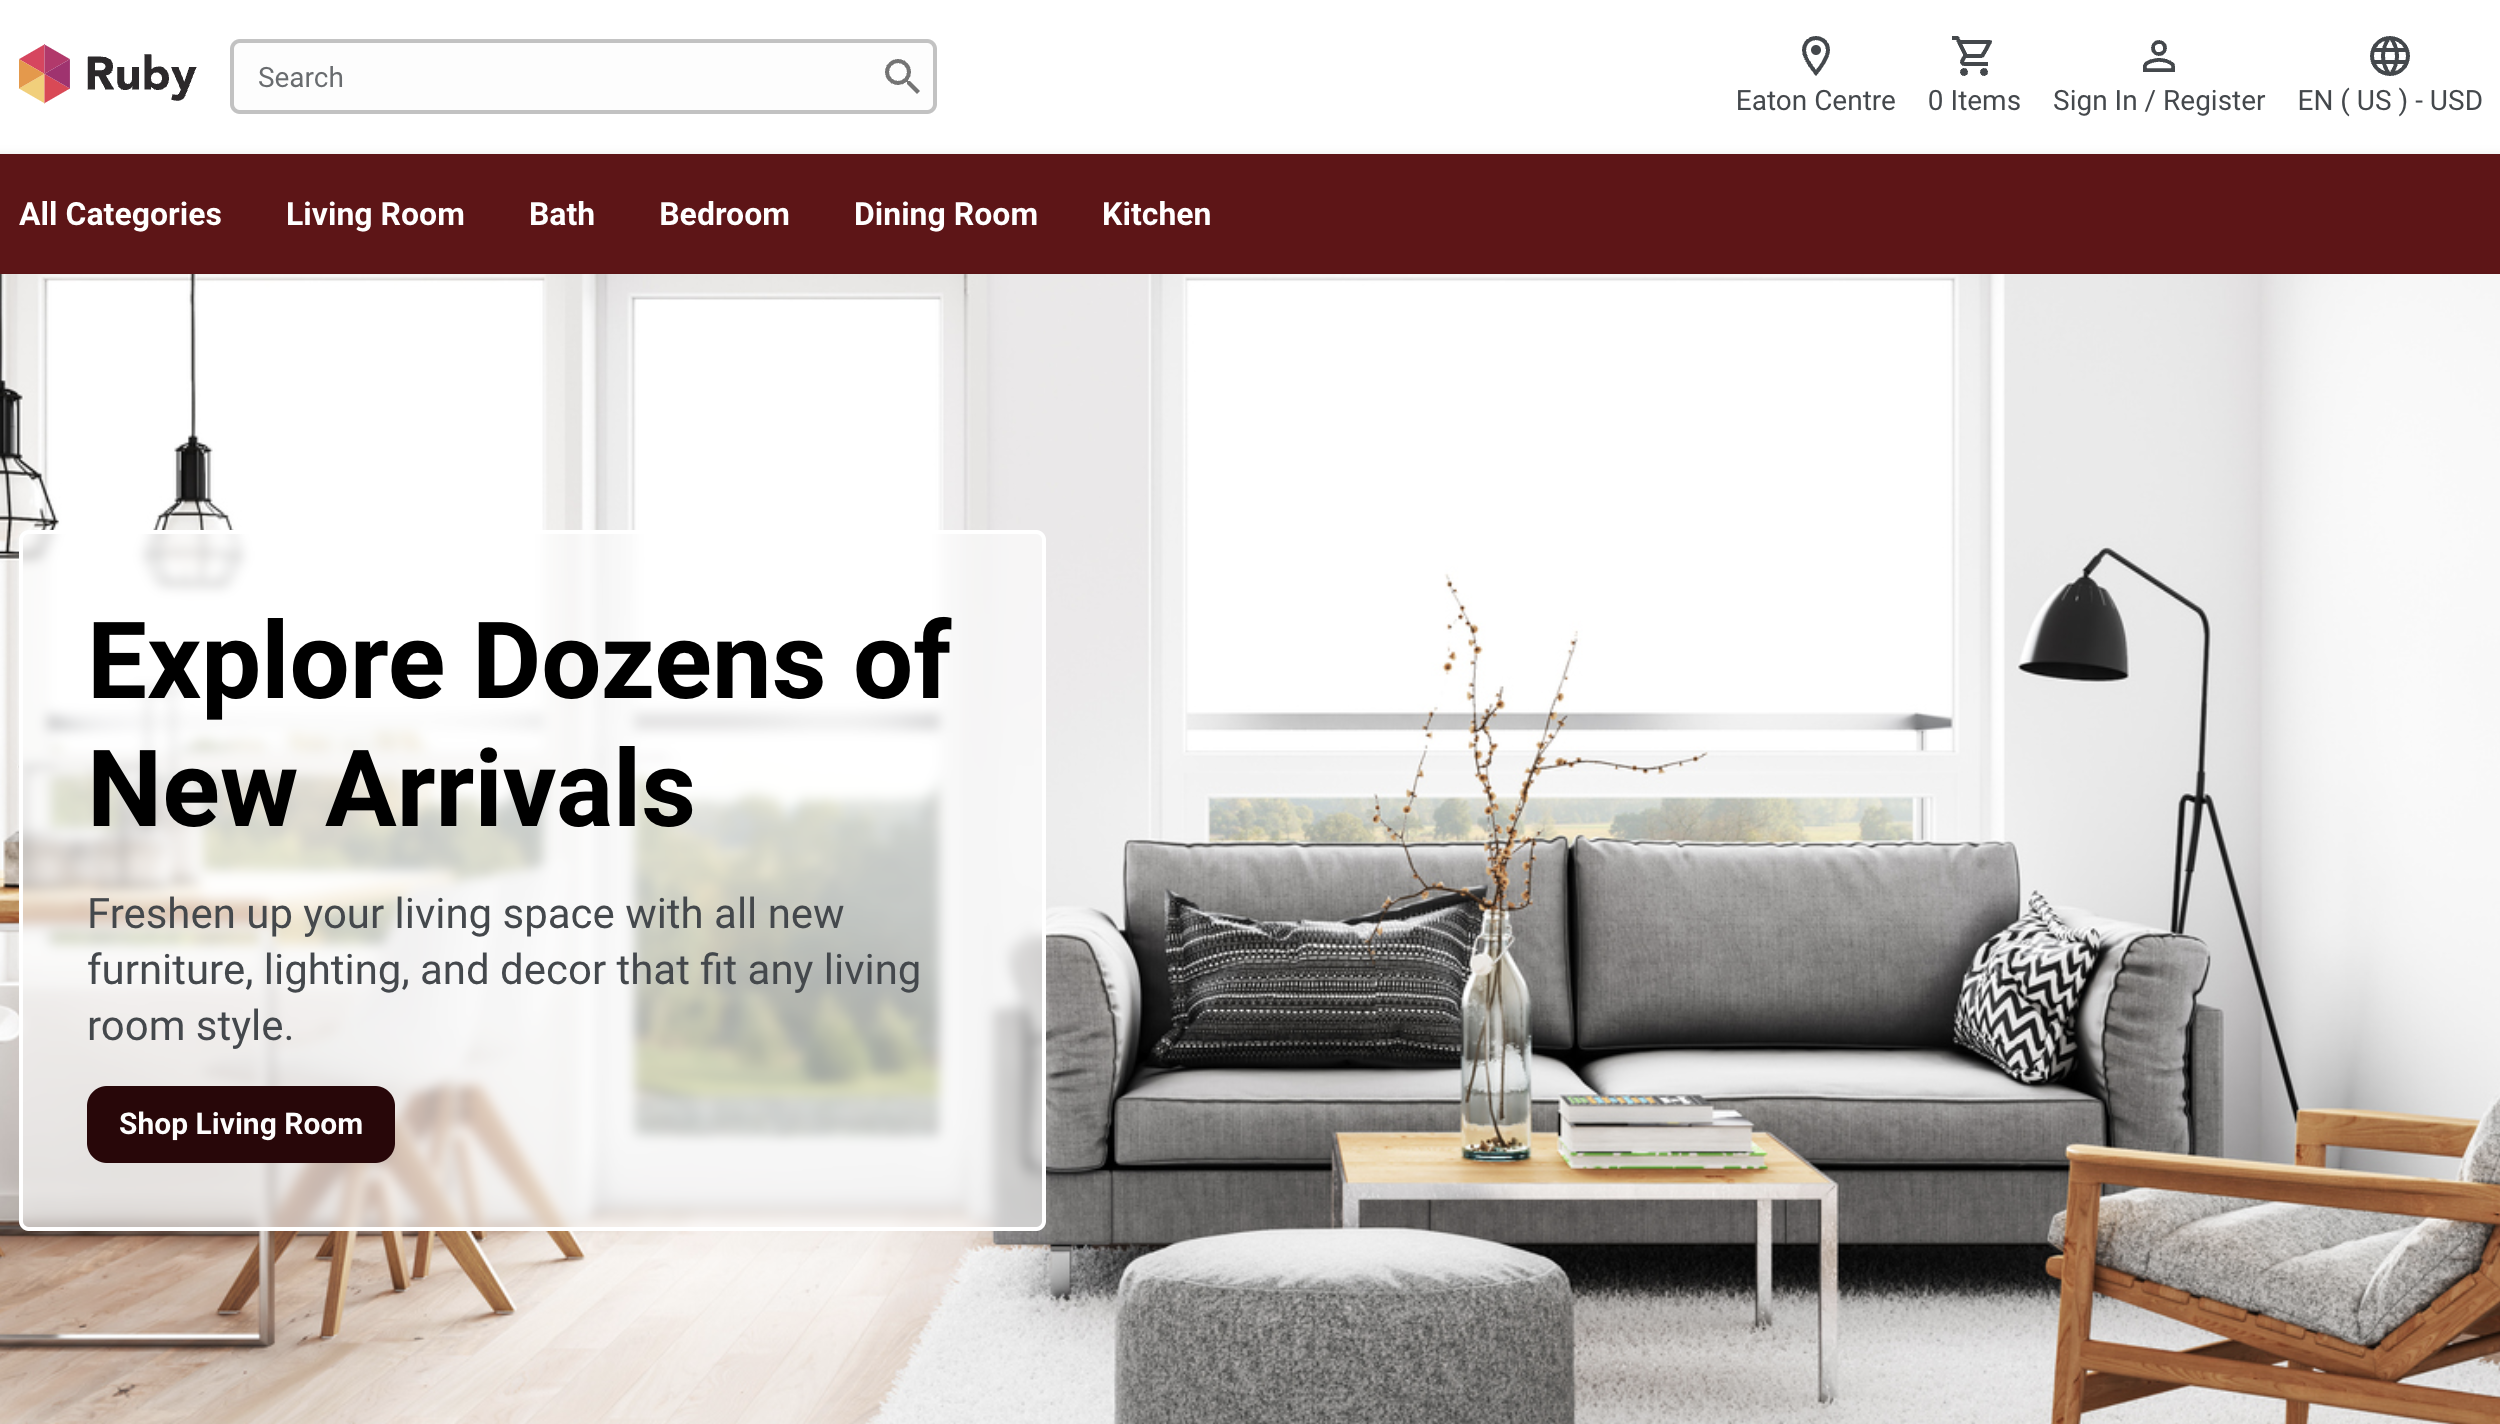 Ruby
Search
Eaton Centre
0 Items
Sign In / Register
EN ( US ) - USD
All Categories
Living Room
Bath
Bedroom
Dining Room
Kitchen
Explore Dozens of
New Arrivals
Freshen up your living space with all new
furniture, lighting, and decor that fit any living
room style.
Shop Living Room